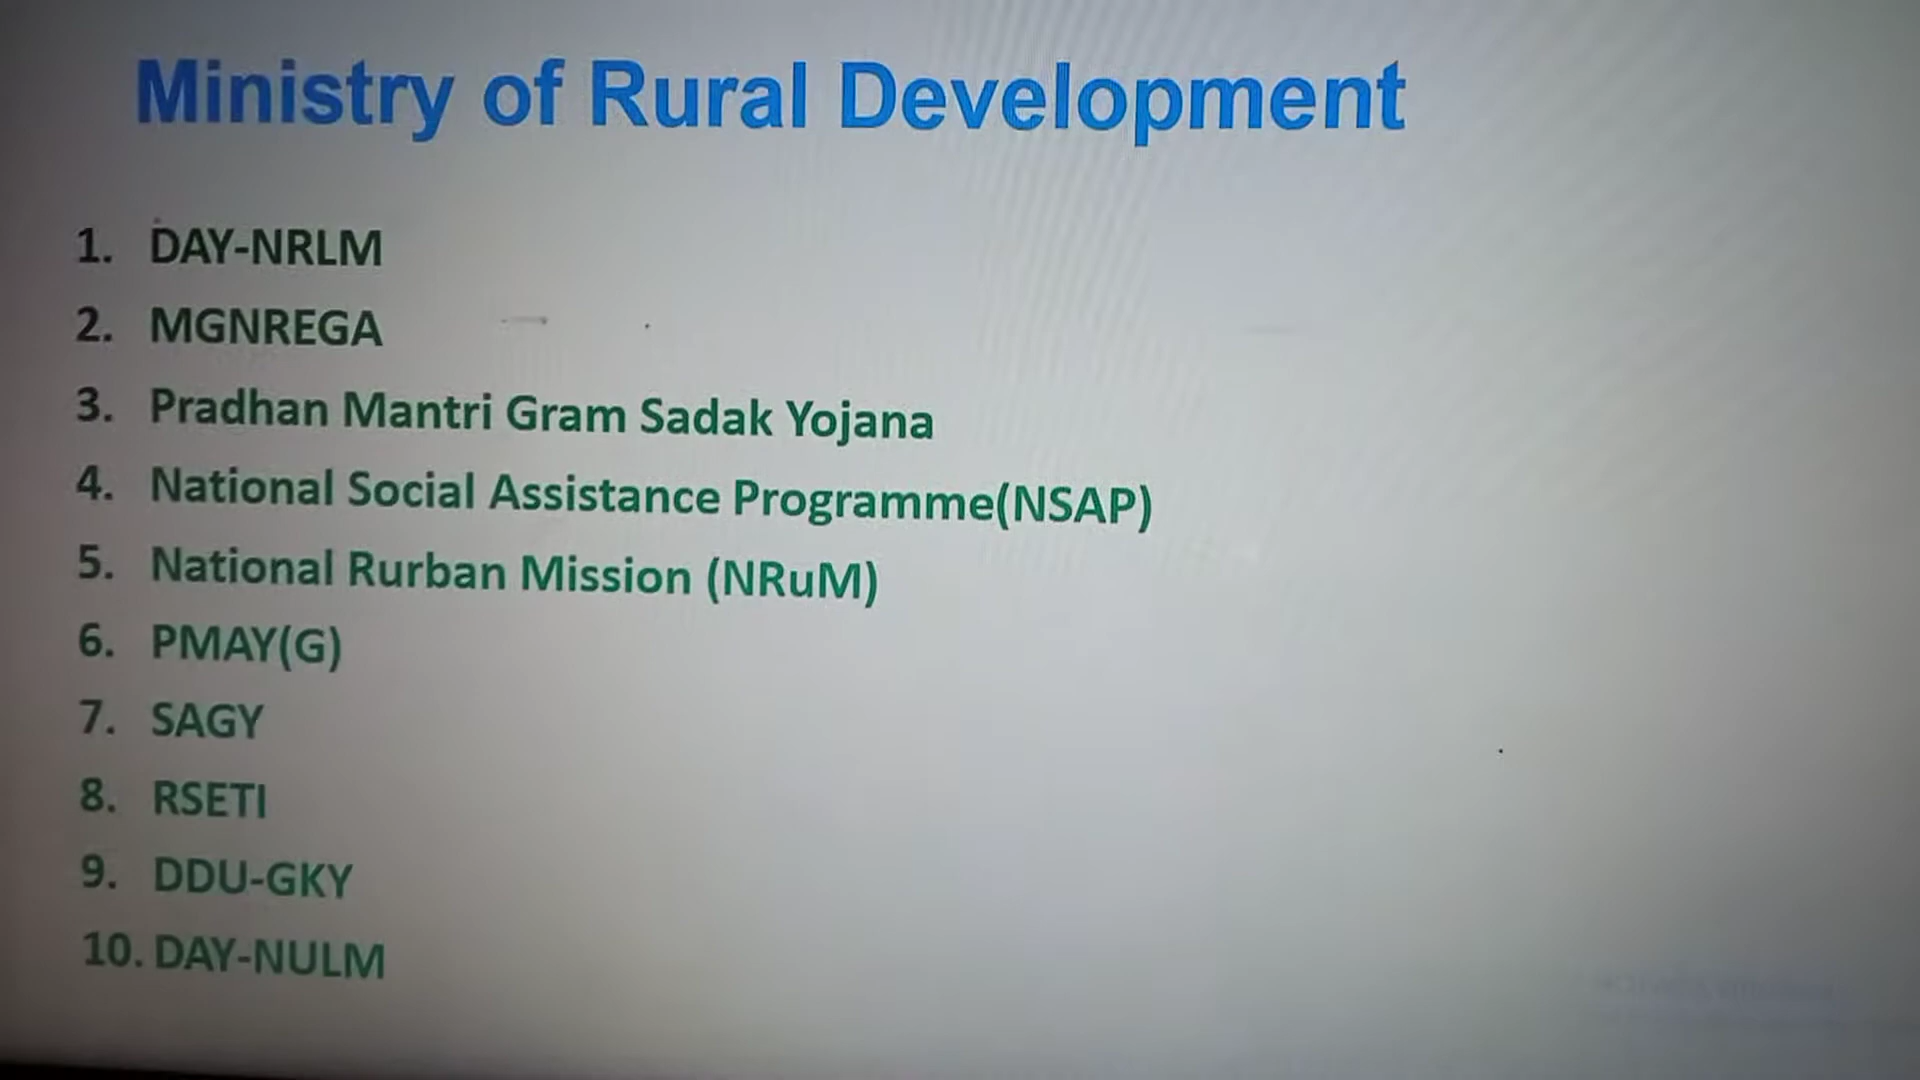 Ministry of Rural Development
1. DAY-NRLM
2. MGNREGA
3. Pradhan Mantri Gram Sadak Yojana
4. National Social Assistance Programme(NSAP)
5. National Rurban Mission (NRuM)
6. PMAY(G)
7. SAGY
8. RSETI
9. DDU-GKY
10. DAY-NULM